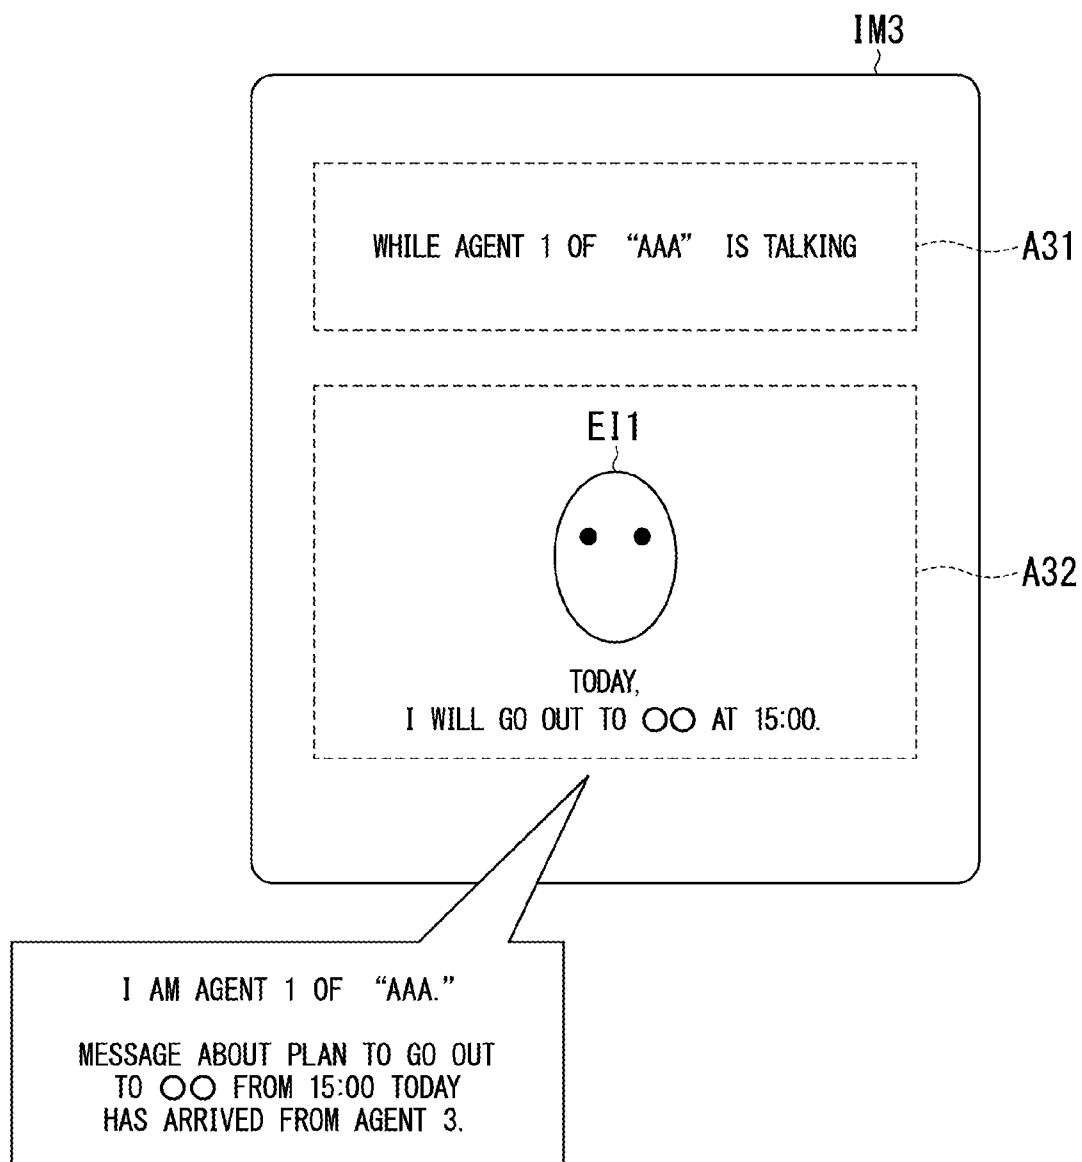 IM3
WHILE AGENT 1 OF “AAA” IS TALKING
A31
EI1
A32
TODAY,
I WILL GO OUT TO ○○ AT 15:00.
I AM AGENT 1 OF “AAA.”
MESSAGE ABOUT PLAN TO GO OUT
TO ○○ FROM 15:00 TODAY
HAS ARRIVED FROM AGENT 3.